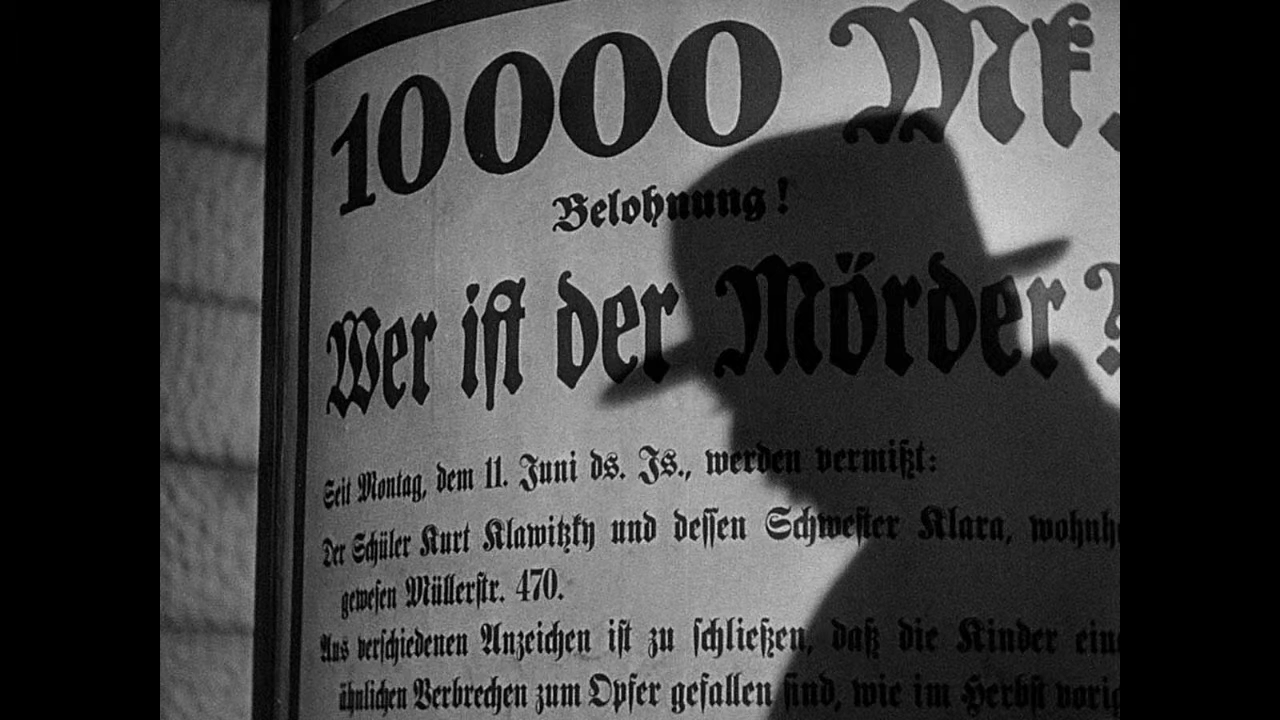 10000 Mk.
Belohnung!
Wer ist der Mörder?
Seit Montag, dem 11. Juni ds. Js., werden vermißt:
Der Schüler Kurt Klawitzky und dessen Schwester Klara, wohnh
gewesen Müllerstr. 470.
Aus verschiedenen Anzeichen ist zu schließen, daß die Kinder ein
ähnlichen Verbrechen zum Opfer gefallen sind, wie im Herbst vorig